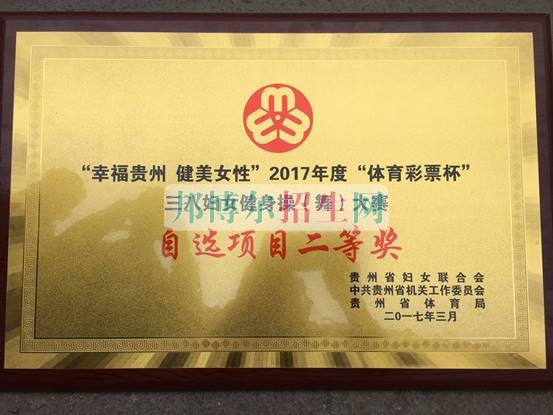 “幸福贵州 健美女性”2017年度“体育彩票杯”
三八妇女健身操（舞）大赛
邦博尔招生网
自选项目二等奖
贵州省妇女联合会
中共贵州省机关工作委员会
贵州省体育局
二〇一七年三月